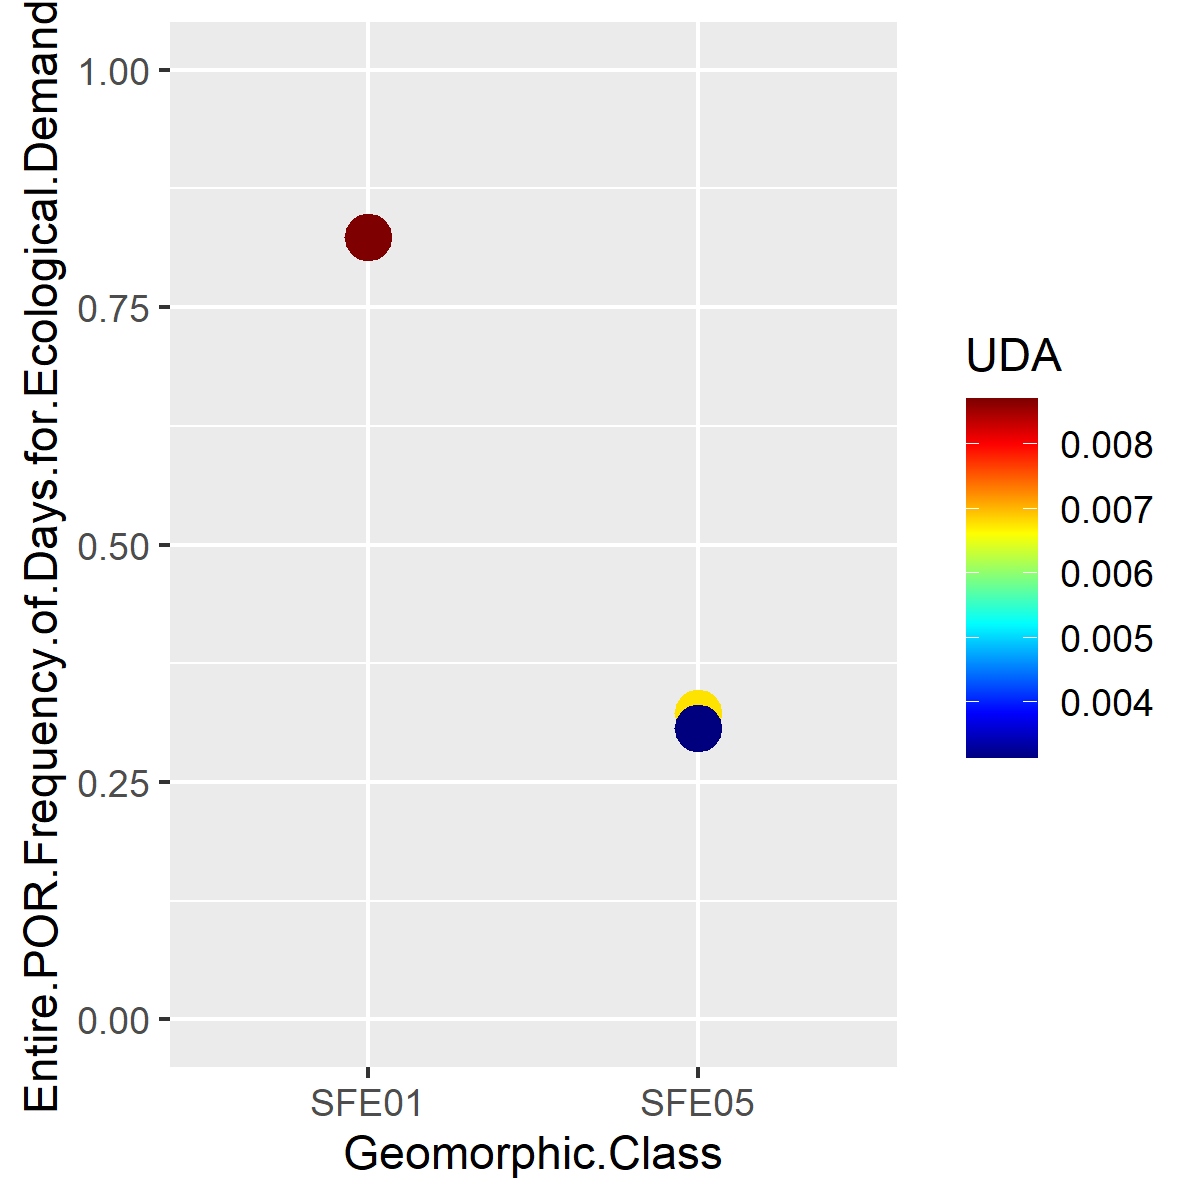 Entire.POR.Frequency.of.Days.for.Ecological.Demand
1.00
0.75
0.50
0.25
0.00
SFE01 SFE05
Geomorphic.Class
UDA
0.008
0.007
0.006
0.005
0.004